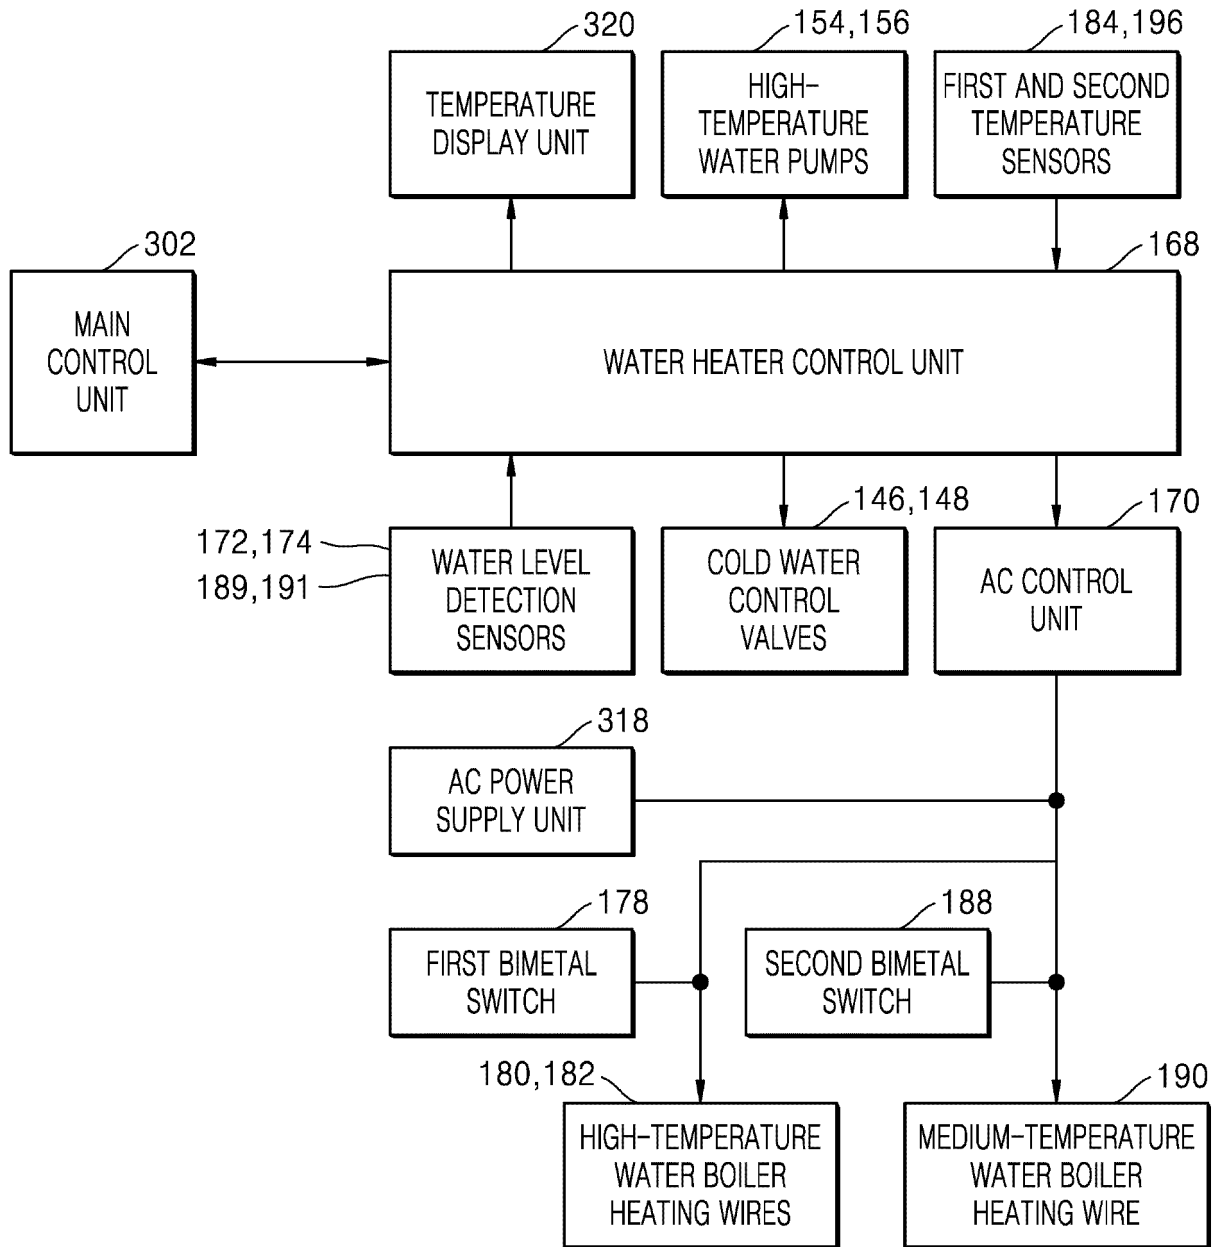 320
154,156
184,196
TEMPERATURE
DISPLAY UNIT
HIGH-
TEMPERATURE
WATER PUMPS
FIRST AND SECOND
TEMPERATURE
SENSORS
302
168
MAIN
CONTROL
UNIT
WATER HEATER CONTROL UNIT
172,174
189,191
WATER LEVEL
DETECTION
SENSORS
146,148
COLD WATER
CONTROL
VALVES
170
AC CONTROL
UNIT
318
AC POWER
SUPPLY UNIT
178
FIRST BIMETAL
SWITCH
188
SECOND BIMETAL
SWITCH
180,182
HIGH-TEMPERATURE
WATER BOILER
HEATING WIRES
190
MEDIUM-TEMPERATURE
WATER BOILER
HEATING WIRE